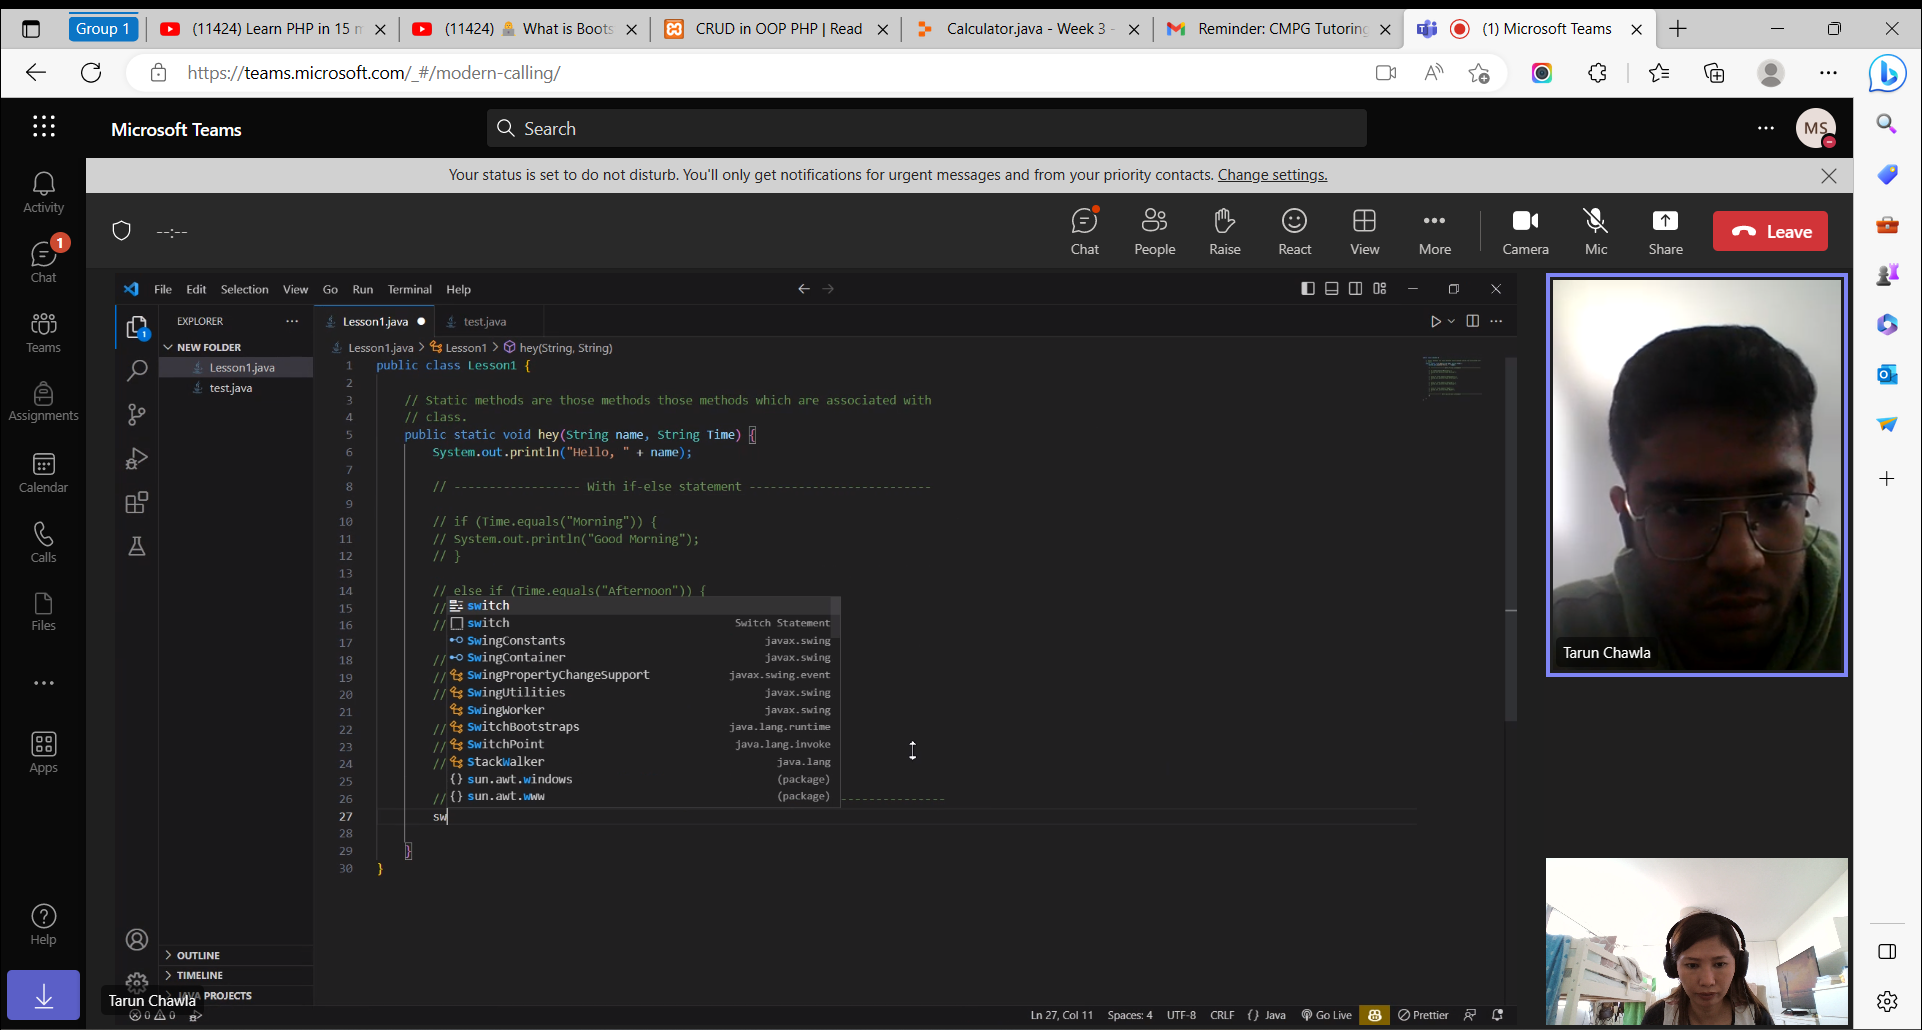 Group 1
(11424) Learn PHP in 15 m
(11424) What is Boots
CRUD in OOP PHP | Read
Calculator.java - Week 3 -
Reminder: CMPG Tutoring
(1) Microsoft Teams
https://teams.microsoft.com/_#/modern-calling/
Microsoft Teams
Search
MS
Your status is set to do not disturb. You'll only get notifications for urgent messages and from your priority contacts. Change settings.
--:--
Chat
People
Raise
React
View
More
Camera
Mic
Share
Leave
Activity
1
Chat
Teams
Assignments
Calendar
Calls
Files
Apps
Help
File Edit Selection View Go Run Terminal Help
EXPLORER
1
NEW FOLDER
Lesson1.java
test.java
OUTLINE
TIMELINE
JAVA PROJECTS
Lesson1.java
test.java
Lesson1.java > Lesson1 > hey(String, String)
1 public class Lesson1 {
2
3 // Static methods are those methods those methods which are associated with
4 // class.
5 public static void hey(String name, String Time) {
6 System.out.println("Hello, " + name);
7
8 // ------------------ With if-else statement --------------------------
9
10 // if (Time.equals("Morning")) {
11 // System.out.println("Good Morning");
12 // }
13
14 // else if (Time.equals("Afternoon")) {
15 //
16 //
17
18 //
19 //
20 //
21
22 //
23 //
24 //
25
26 // ---------------
27 sw
28
29 }
30 }
switch
switch Switch Statement
SwingConstants javax.swing
SwingContainer javax.swing
SwingPropertyChangeSupport javax.swing.event
SwingUtilities javax.swing
SwingWorker javax.swing
SwitchBootstraps java.lang.runtime
SwitchPoint java.lang.invoke
StackWalker java.lang
{} sun.awt.windows (package)
{} sun.awt.www (package)
Tarun Chawla
Tarun Chawla
0 0
Ln 27, Col 11 Spaces: 4 UTF-8 CRLF {} Java Go Live Prettier